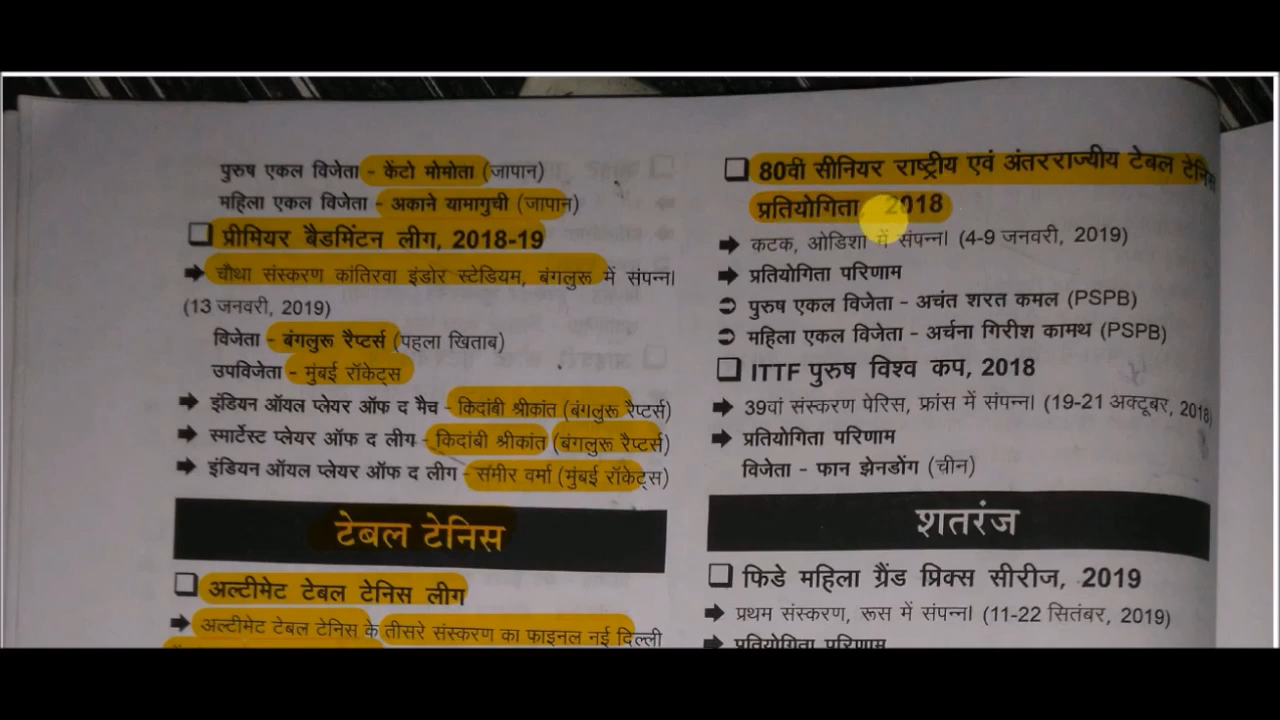 पुरुष एकल विजेता - केंटो मोमोता (जापान)
महिला एकल विजेता - अकाने यामागुची (जापान)
❑ प्रीमियर बैडमिंटन लीग, 2018-19
➡ चौथा संस्करण कांतिरवा इंडोर स्टेडियम, बंगलुरू में संपन्न।
(13 जनवरी, 2019)
विजेता - बंगलुरू रैप्टर्स (पहला खिताब)
उपविजेता - मुंबई रॉकेट्स
➡ इंडियन ऑयल प्लेयर ऑफ द मैच - किदांबी श्रीकांत (बंगलुरू रैप्टर्स)
➡ स्मार्टेस्ट प्लेयर ऑफ द लीग - किदांबी श्रीकांत (बंगलुरू रैप्टर्स)
➡ इंडियन ऑयल प्लेयर ऑफ द लीग - समीर वर्मा (मुंबई रॉकेट्स)
टेबल टेनिस
❑ अल्टीमेट टेबल टेनिस लीग
➡ अल्टीमेट टेबल टेनिस के तीसरे संस्करण का फाइनल नई दिल्ली
❑ 80वीं सीनियर राष्ट्रीय एवं अंतरराज्यीय टेबल टेनिस
प्रतियोगिता, 2018
➡ कटक, ओडिशा में संपन्न। (4-9 जनवरी, 2019)
➡ प्रतियोगिता परिणाम
➲ पुरुष एकल विजेता - अचंत शरत कमल (PSPB)
➲ महिला एकल विजेता - अर्चना गिरीश कामथ (PSPB)
❑ ITTF पुरुष विश्व कप, 2018
➡ 39वां संस्करण पेरिस, फ्रांस में संपन्न। (19-21 अक्टूबर, 2018)
➡ प्रतियोगिता परिणाम
विजेता - फान झेनडोंग (चीन)
शतरंज
❑ फिडे महिला ग्रैंड प्रिक्स सीरीज, 2019
➡ प्रथम संस्करण, रूस में संपन्न। (11-22 सितंबर, 2019)
➡ प्रतियोगिता परिणाम